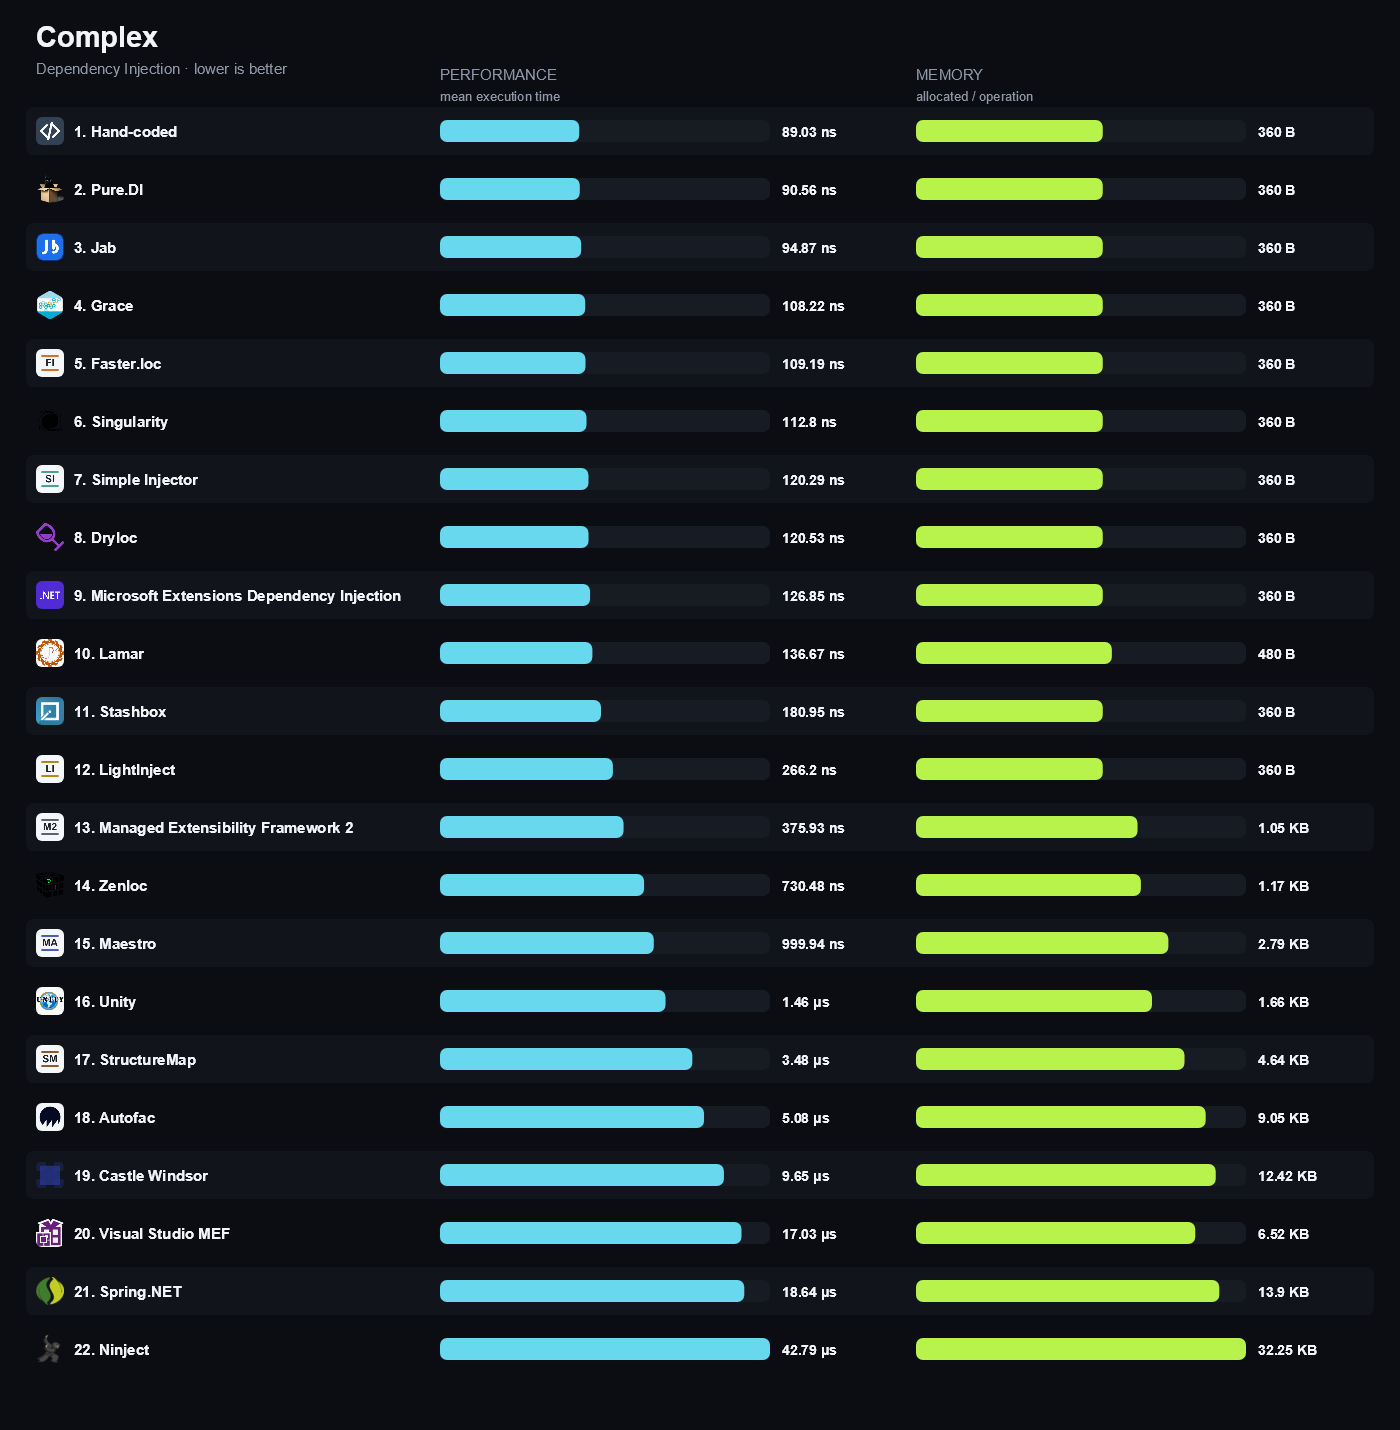 Complex
Dependency Injection · lower is better
PERFORMANCE
mean execution time
MEMORY
allocated / operation
1. Hand-coded 89.03 ns 360 B
2. Pure.DI 90.56 ns 360 B
Jb 3. Jab 94.87 ns 360 B
4. Grace 108.22 ns 360 B
FI 5. Faster.Ioc 109.19 ns 360 B
6. Singularity 112.8 ns 360 B
SI 7. Simple Injector 120.29 ns 360 B
8. DryIoc 120.53 ns 360 B
.NET 9. Microsoft Extensions Dependency Injection 126.85 ns 360 B
10. Lamar 136.67 ns 480 B
11. Stashbox 180.95 ns 360 B
LI 12. LightInject 266.2 ns 360 B
M2 13. Managed Extensibility Framework 2 375.93 ns 1.05 KB
14. ZenIoc 730.48 ns 1.17 KB
MA 15. Maestro 999.94 ns 2.79 KB
UNITY 16. Unity 1.46 µs 1.66 KB
SM 17. StructureMap 3.48 µs 4.64 KB
18. Autofac 5.08 µs 9.05 KB
19. Castle Windsor 9.65 µs 12.42 KB
20. Visual Studio MEF 17.03 µs 6.52 KB
21. Spring.NET 18.64 µs 13.9 KB
22. Ninject 42.79 µs 32.25 KB